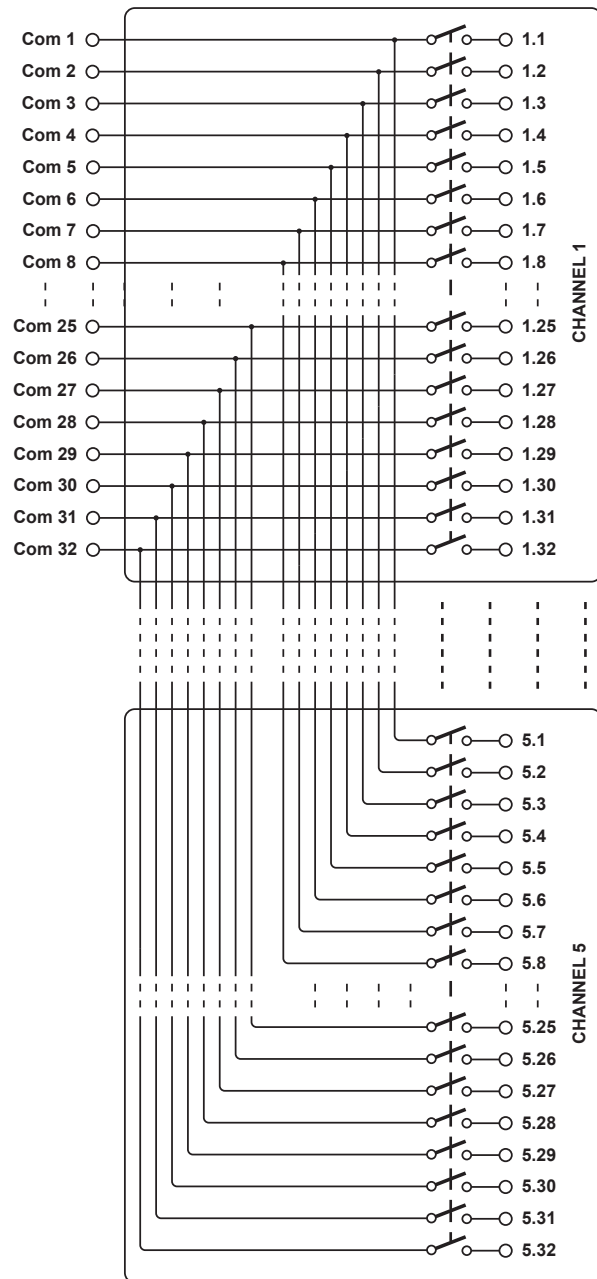 Com 1 1.1
Com 2 1.2
Com 3 1.3
Com 4 1.4
Com 5 1.5
Com 6 1.6
Com 7 1.7
Com 8 1.8
CHANNEL 1
Com 25 1.25
Com 26 1.26
Com 27 1.27
Com 28 1.28
Com 29 1.29
Com 30 1.30
Com 31 1.31
Com 32 1.32
5.1
5.2
5.3
5.4
5.5
5.6
5.7
5.8
CHANNEL 5
5.25
5.26
5.27
5.28
5.29
5.30
5.31
5.32